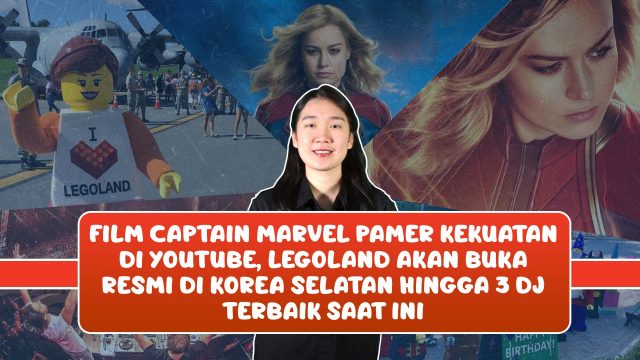 I
LEGOLAND
FILM CAPTAIN MARVEL PAMER KEKUATAN
DI YOUTUBE, LEGOLAND AKAN BUKA
RESMI DI KOREA SELATAN HINGGA 3 DJ
TERBAIK SAAT INI
HAPPY
BIRTHDAY!